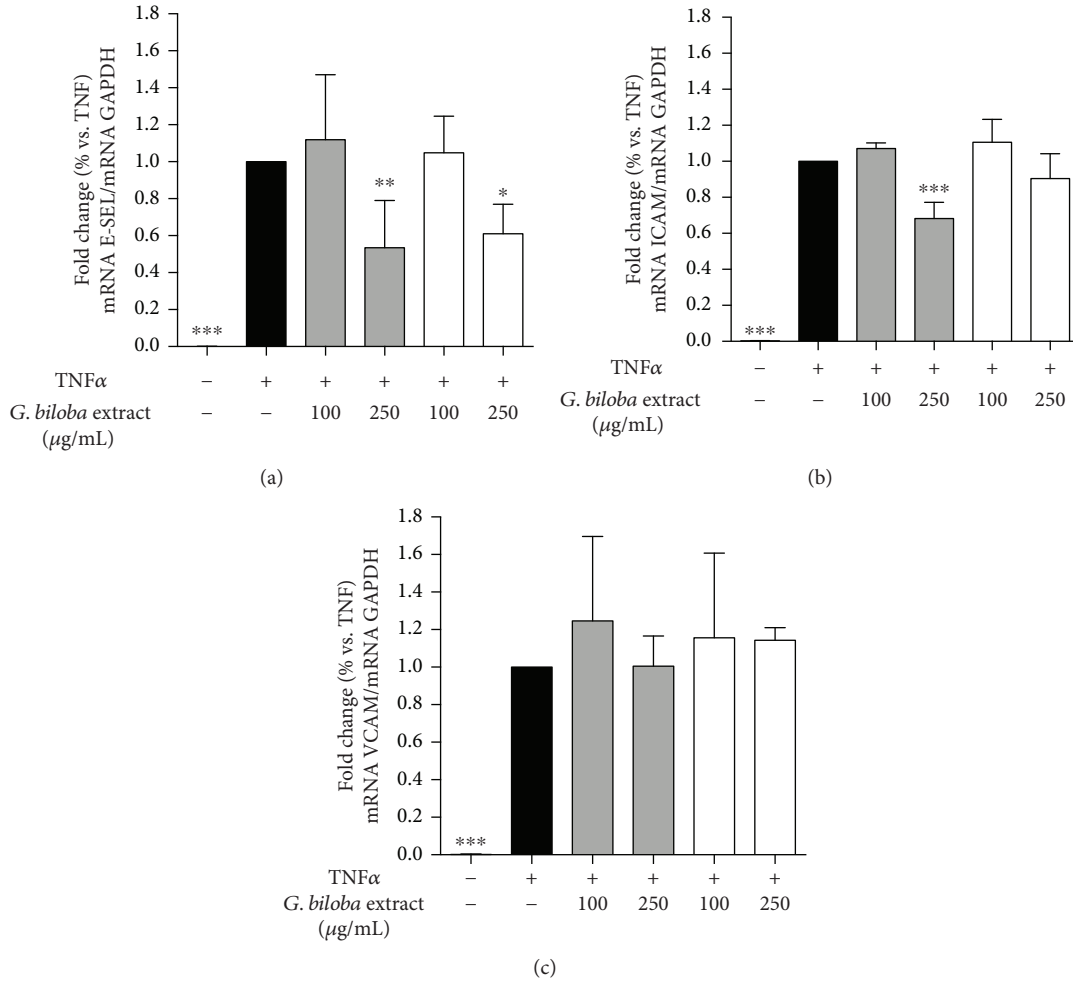 Fold change (% vs. TNF)
mRNA E-SEL/mRNA GAPDH
1.8
1.6
1.4
1.2
1.0
0.8
0.6
0.4
0.2
0.0
***
**
*
TNFα – + + + + +
G. biloba extract – – 100 250 100 250
(µg/mL)
(a)
Fold change (% vs. TNF)
mRNA ICAM/mRNA GAPDH
1.8
1.6
1.4
1.2
1.0
0.8
0.6
0.4
0.2
0.0
***
***
TNFα – + + + + +
G. biloba extract – – 100 250 100 250
(µg/mL)
(b)
Fold change (% vs. TNF)
mRNA VCAM/mRNA GAPDH
1.8
1.6
1.4
1.2
1.0
0.8
0.6
0.4
0.2
0.0
***
TNFα – + + + + +
G. biloba extract – – 100 250 100 250
(µg/mL)
(c)